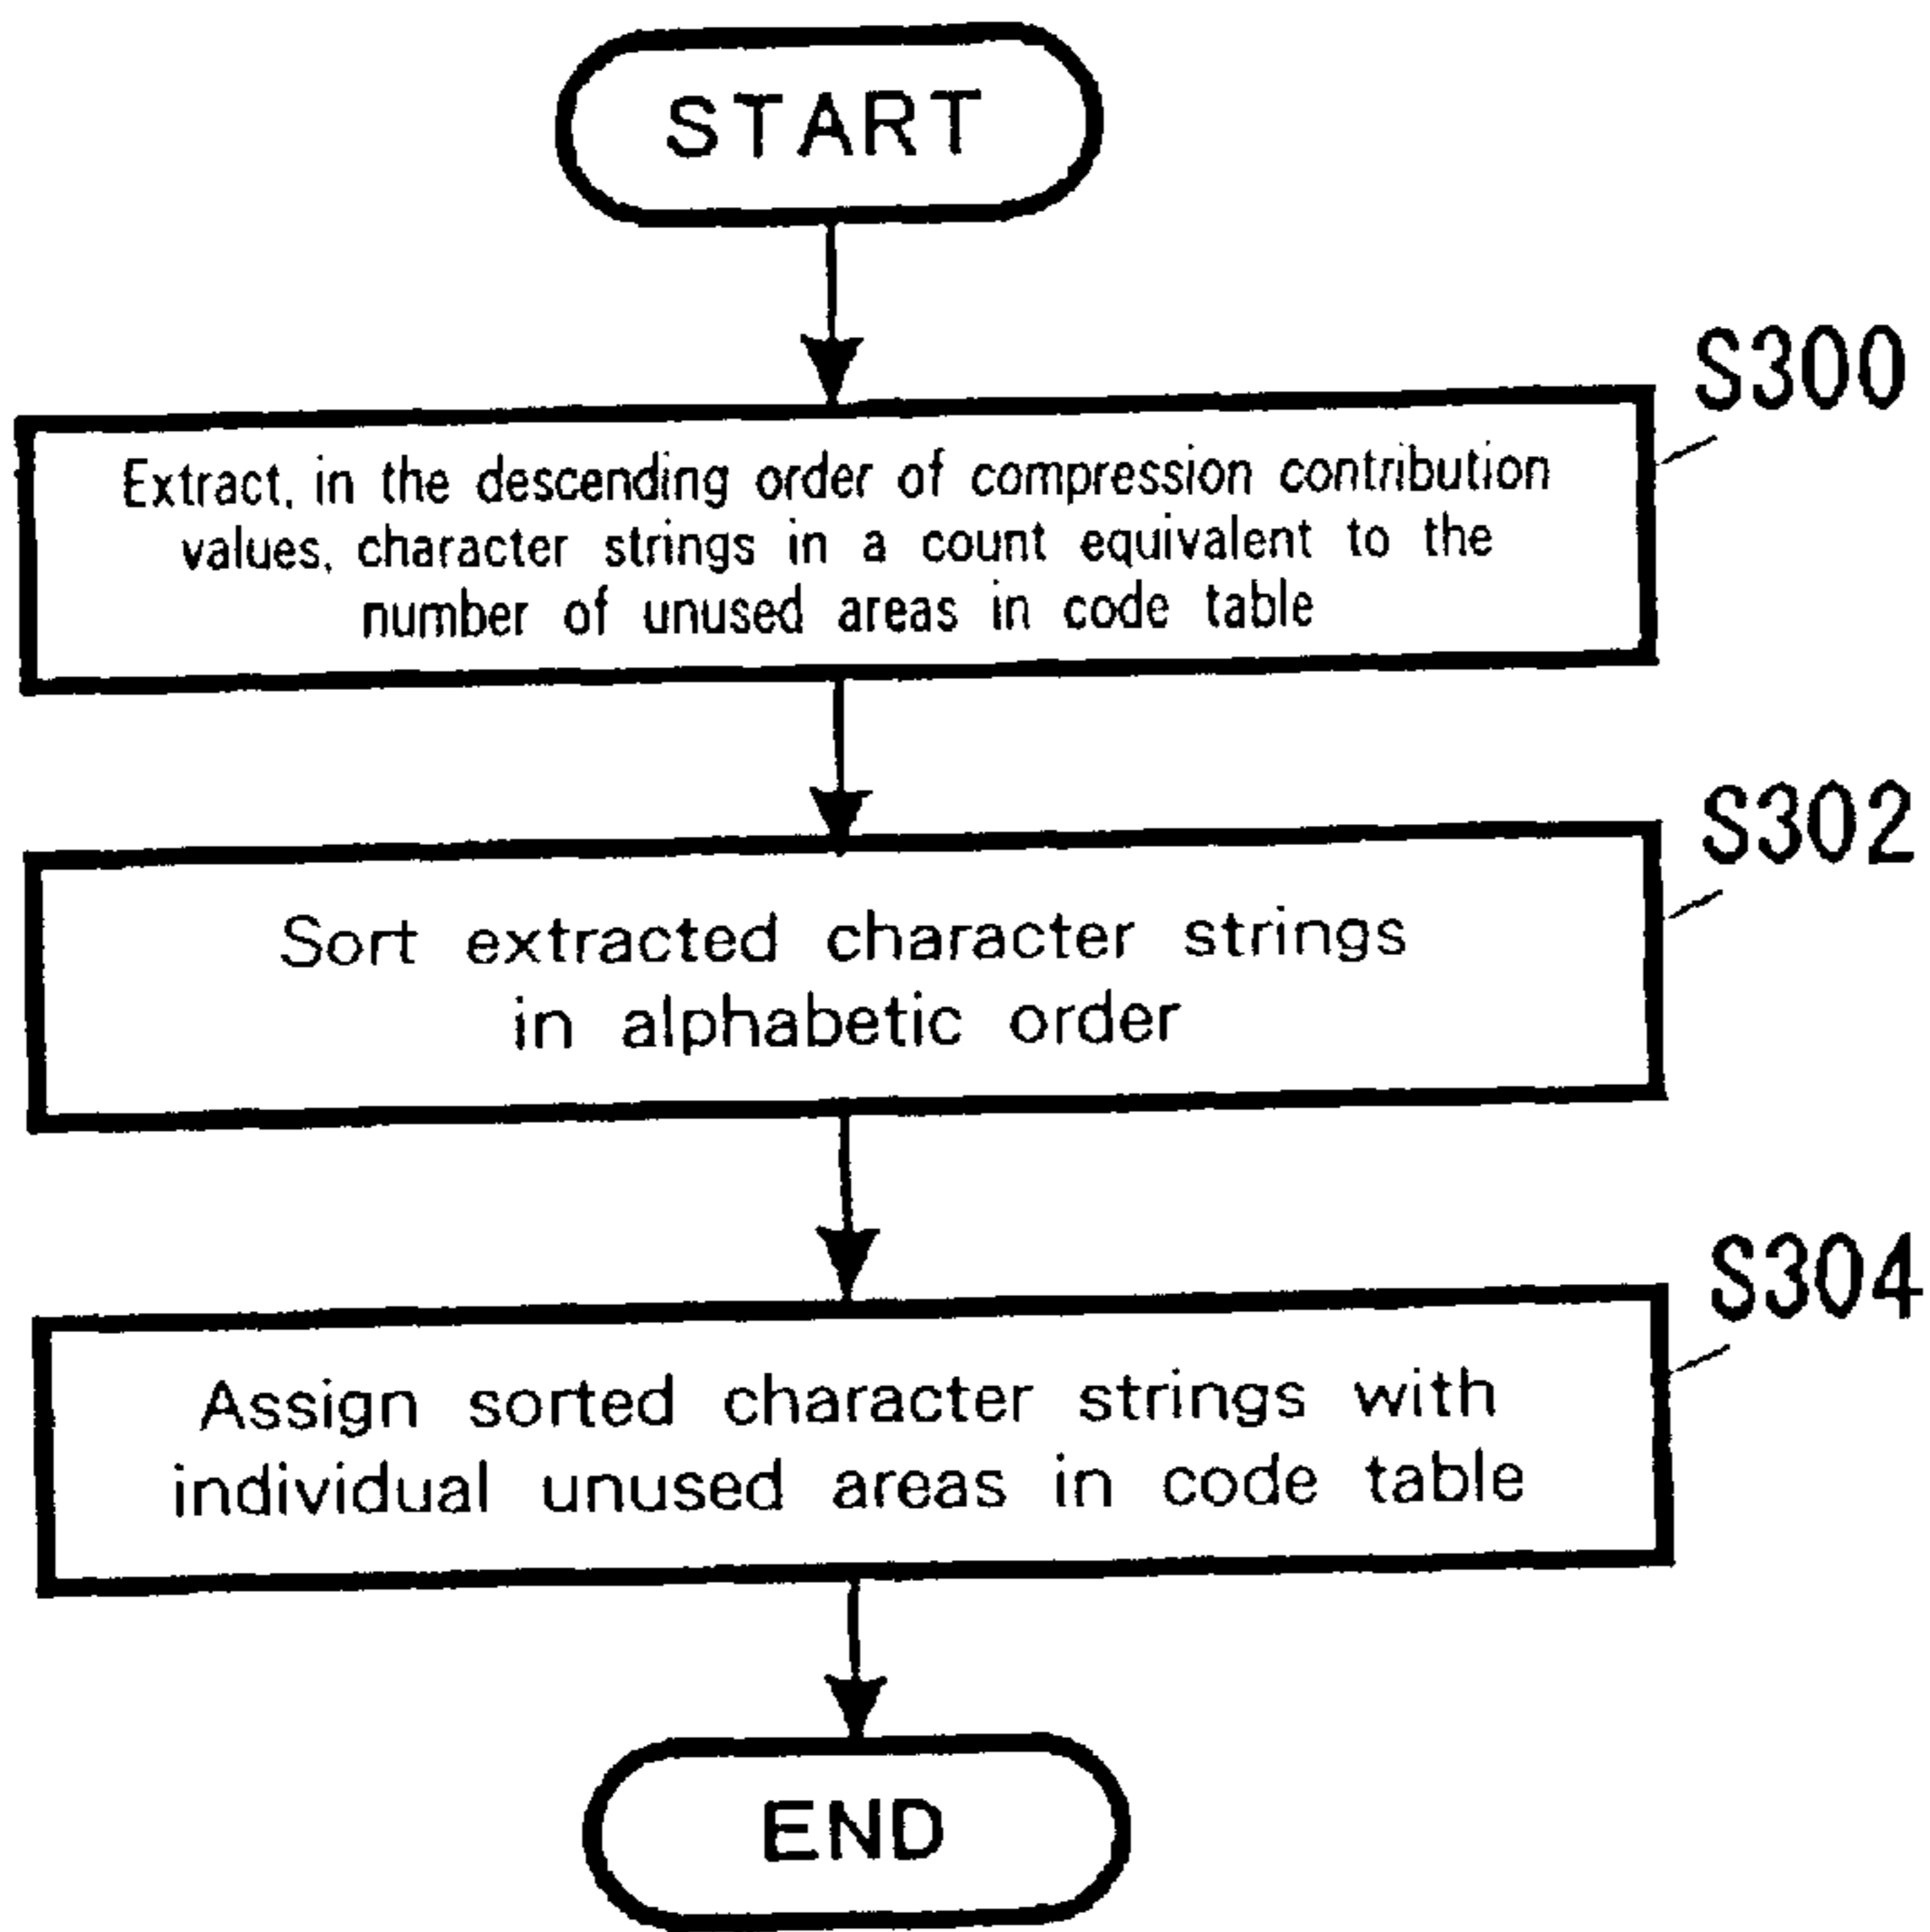 START
S300
Extract, in the descending order of compression contribution
values, character strings in a count equivalent to the
number of unused areas in code table
S302
Sort extracted character strings
in alphabetic order
S304
Assign sorted character strings with
individual unused areas in code table
END